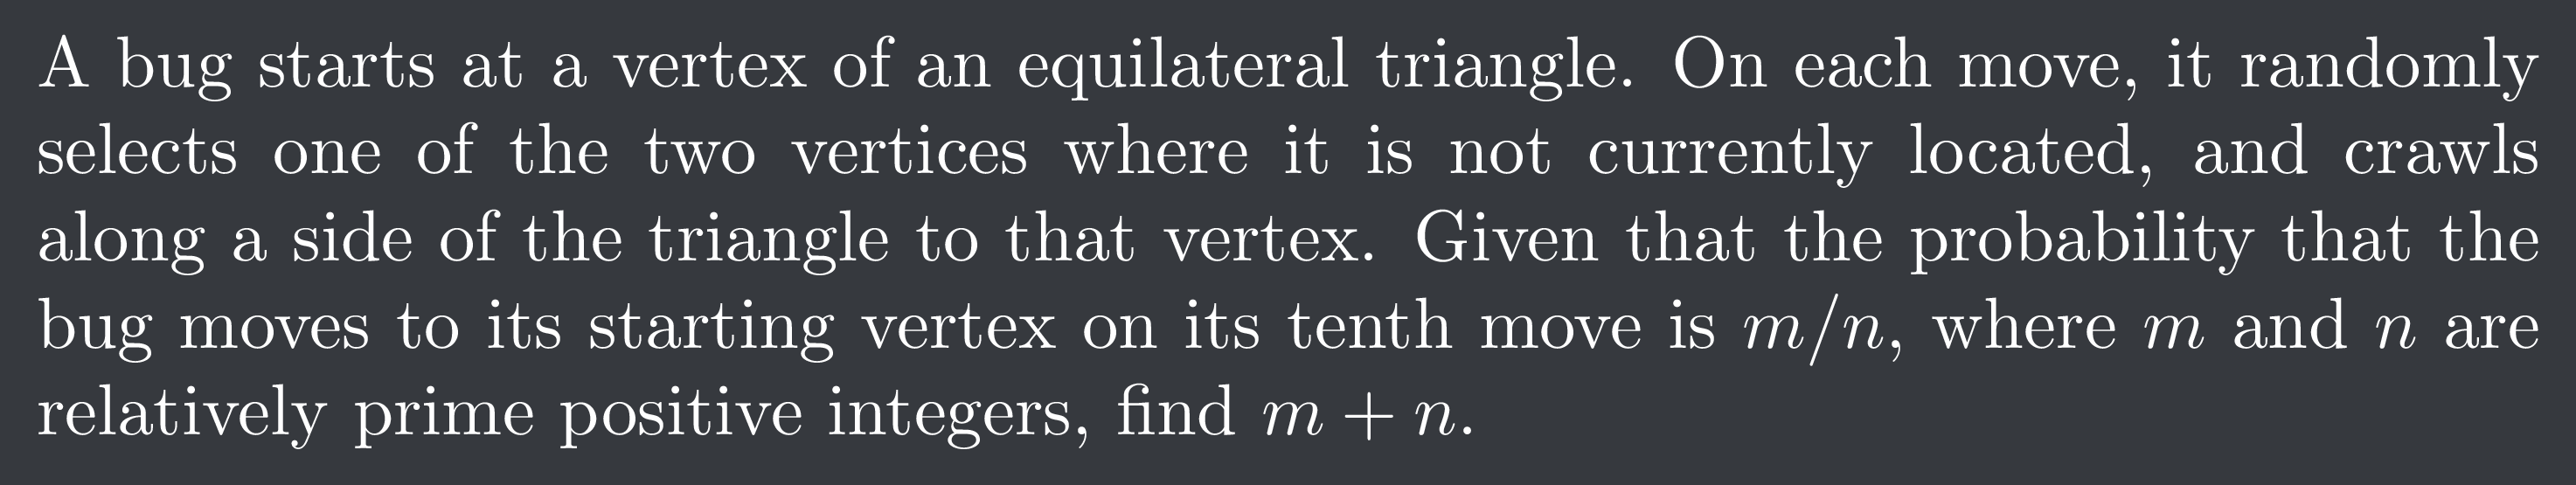 A bug starts at a vertex of an equilateral triangle. On each move, it randomly
selects one of the two vertices where it is not currently located, and crawls
along a side of the triangle to that vertex. Given that the probability that the
bug moves to its starting vertex on its tenth move is m/n, where m and n are
relatively prime positive integers, find m + n.